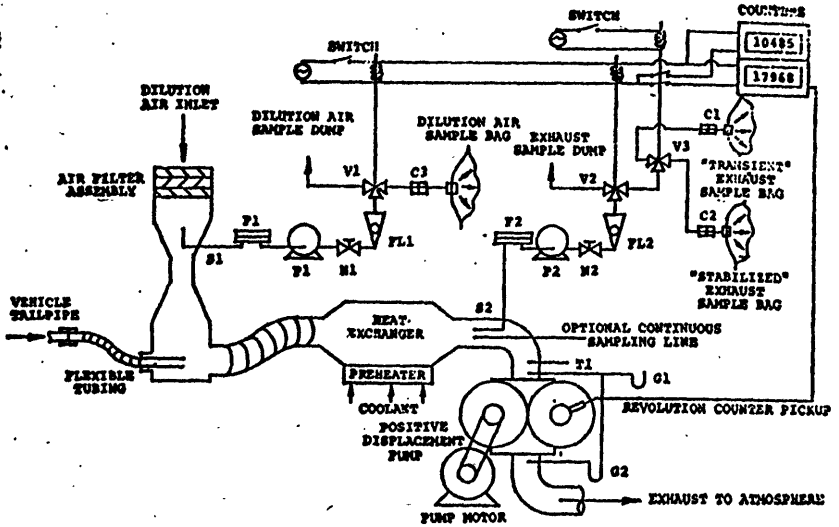 COUNTERS
SWITCH
10485
SWITCH
17968
DILUTION
AIR INLET
DILUTION AIR
SAMPLE DUMP
DILUTION AIR
SAMPLE BAG
EXHAUST
SAMPLE DUMP
C1
V3
"TRANSIENT"
EXHAUST
SAMPLE BAG
AIR FILTER
ASSEMBLY
V1
C3
V2
C2
F1
FL1
F2
FL2
S1
P1
N1
P2
N2
"STABILIZED"
EXHAUST
SAMPLE BAG
VEHICLE
TAILPIPE
S2
HEAT
EXCHANGER
OPTIONAL CONTINUOUS
SAMPLING LINE
FLEXIBLE
TUBING
PREHEATER
T1
G1
COOLANT
REVOLUTION COUNTER PICKUP
POSITIVE
DISPLACEMENT
PUMP
G2
EXHAUST TO ATMOSPHERE
PUMP MOTOR